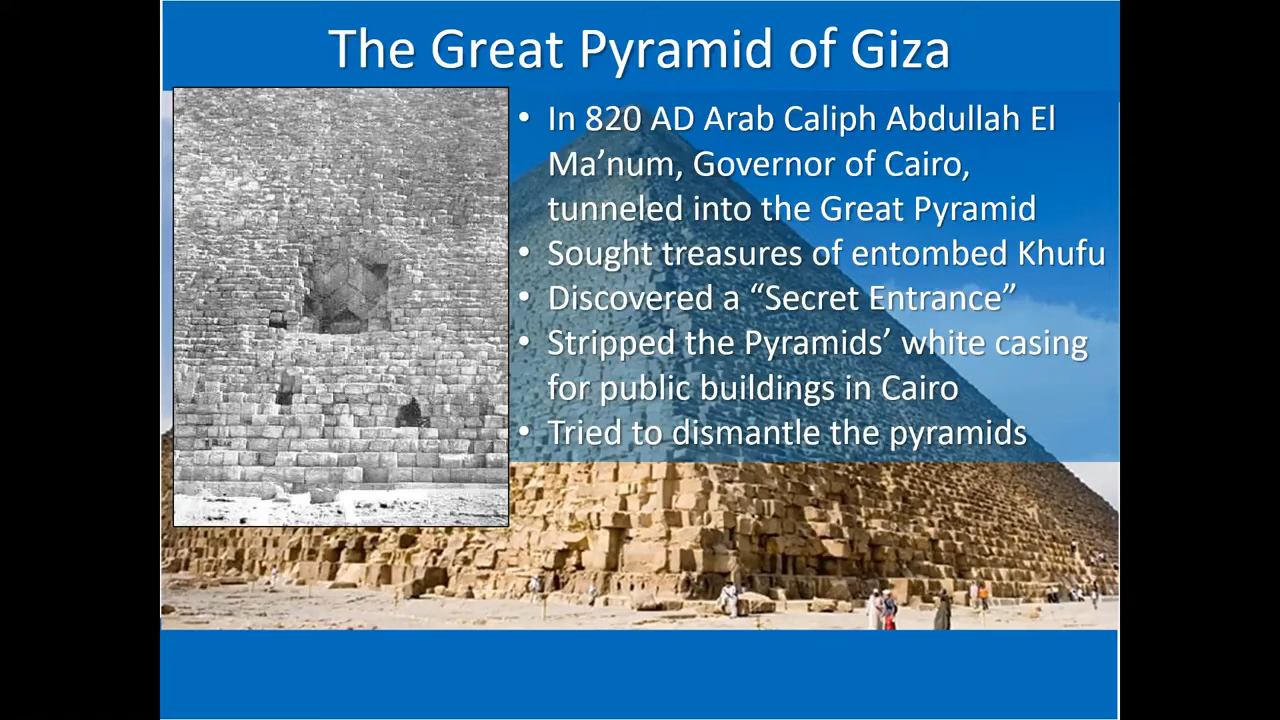 The Great Pyramid of Giza
• In 820 AD Arab Caliph Abdullah El
Ma’num, Governor of Cairo,
tunneled into the Great Pyramid
• Sought treasures of entombed Khufu
• Discovered a “Secret Entrance”
• Stripped the Pyramids’ white casing
for public buildings in Cairo
• Tried to dismantle the pyramids